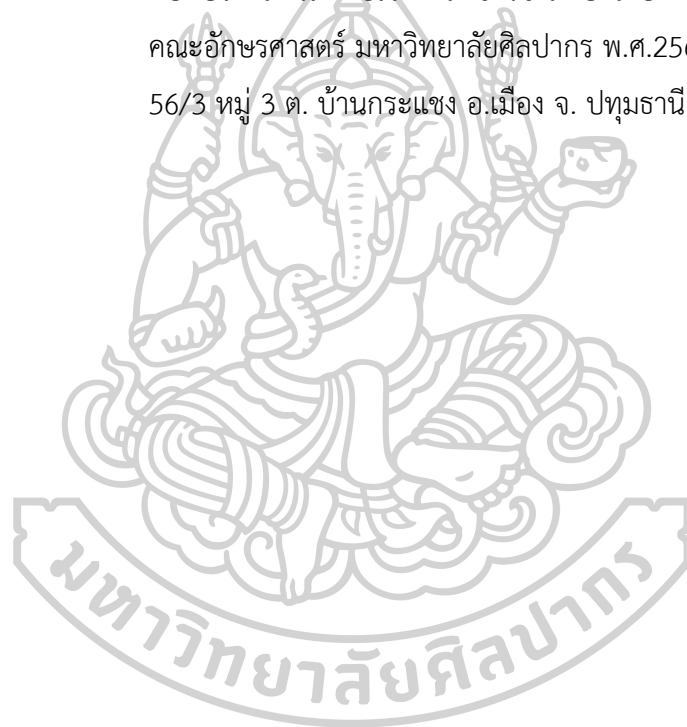 คณะอักษรศาสตร์ มหาวิทยาลัยศิลปากร พ.ศ.256
56/3 หมู่ 3 ต. บ้านกระแชง อ.เมือง จ. ปทุมธานี
มหาวิทยาลัยศิลปากร